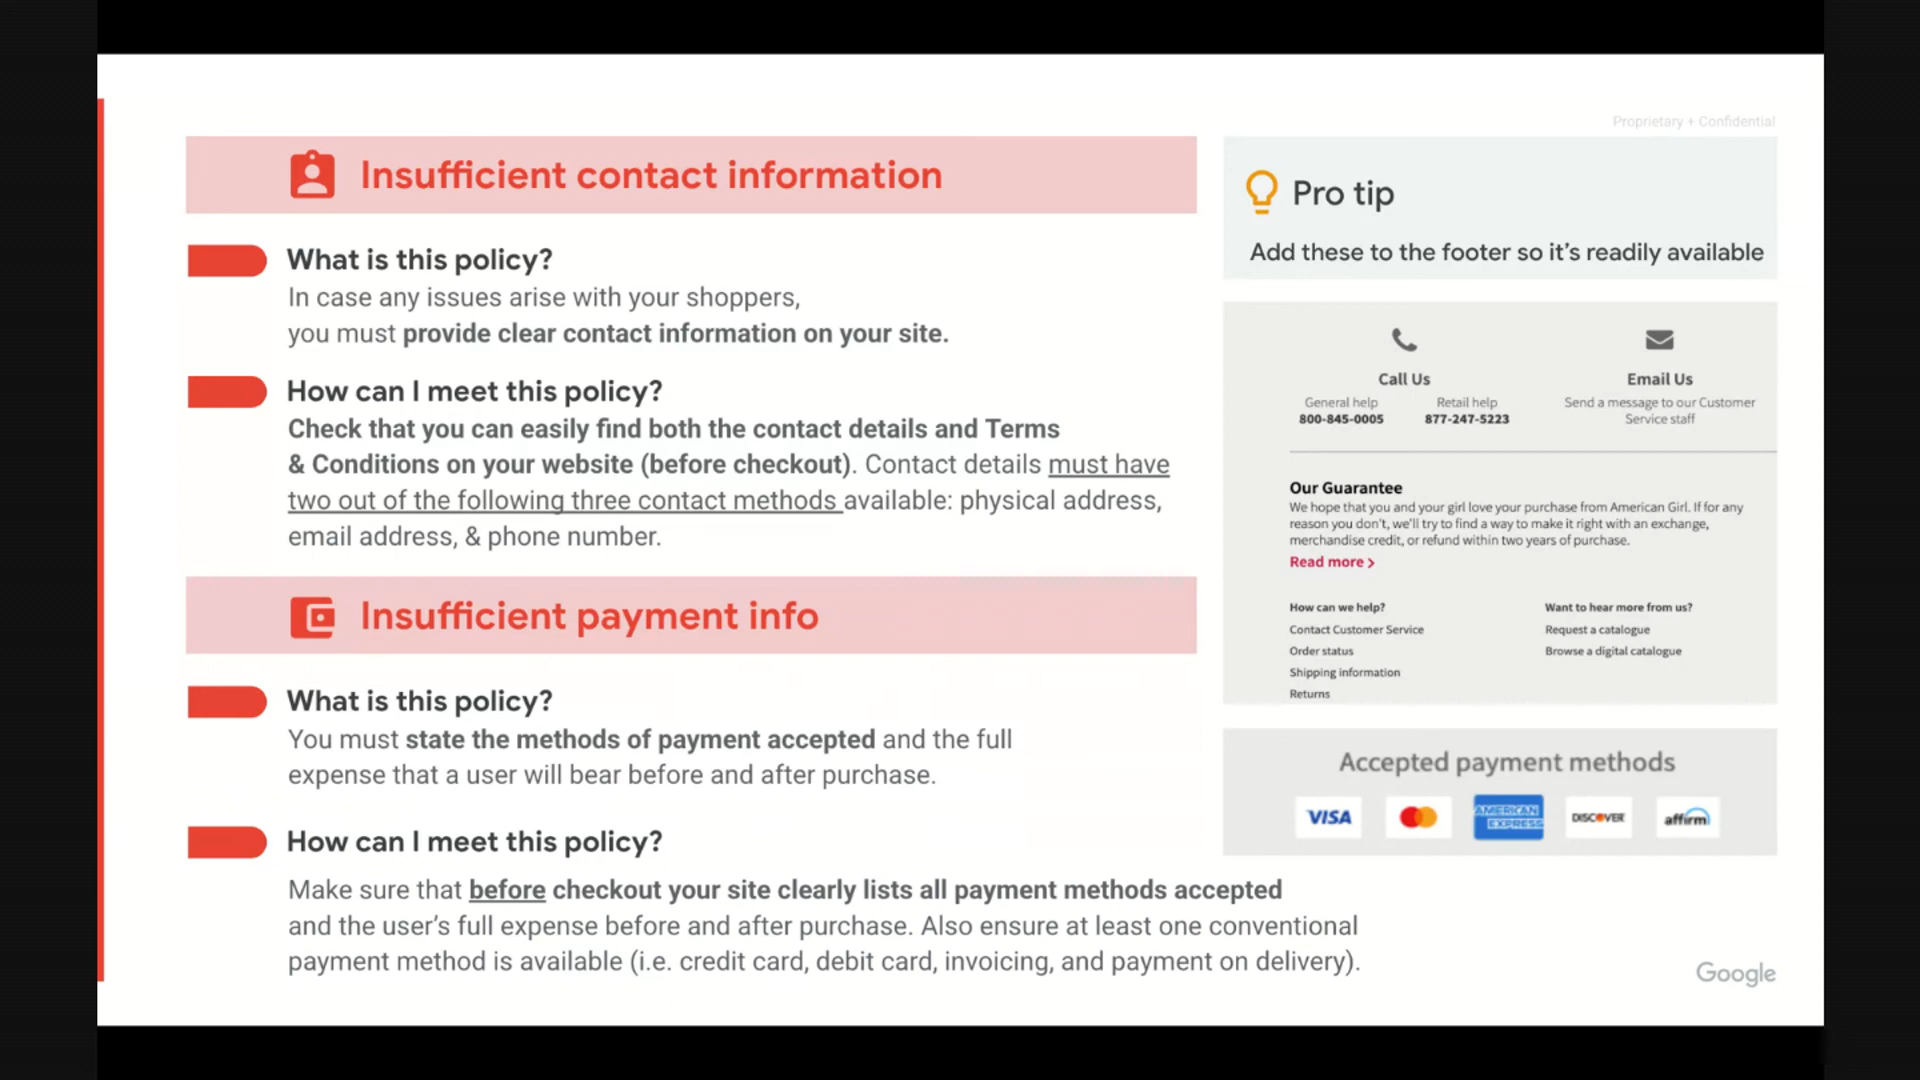 Proprietary + Confidential
Insufficient contact information
What is this policy?
In case any issues arise with your shoppers,
you must provide clear contact information on your site.
How can I meet this policy?
Check that you can easily find both the contact details and Terms
& Conditions on your website (before checkout). Contact details must have
two out of the following three contact methods available: physical address,
email address, & phone number.
Insufficient payment info
What is this policy?
You must state the methods of payment accepted and the full
expense that a user will bear before and after purchase.
How can I meet this policy?
Make sure that before checkout your site clearly lists all payment methods accepted
and the user’s full expense before and after purchase. Also ensure at least one conventional
payment method is available (i.e. credit card, debit card, invoicing, and payment on delivery).
Pro tip
Add these to the footer so it’s readily available
Call Us
General help
800-845-0005
Retail help
877-247-5223
Email Us
Send a message to our Customer
Service staff
Our Guarantee
We hope that you and your girl love your purchase from American Girl. If for any
reason you don't, we'll try to find a way to make it right with an exchange,
merchandise credit, or refund within two years of purchase.
Read more >
How can we help?
Contact Customer Service
Order status
Shipping information
Returns
Want to hear more from us?
Request a catalogue
Browse a digital catalogue
Accepted payment methods
VISA
AMERICAN
EXPRESS
DISCOVER
affirm
Google